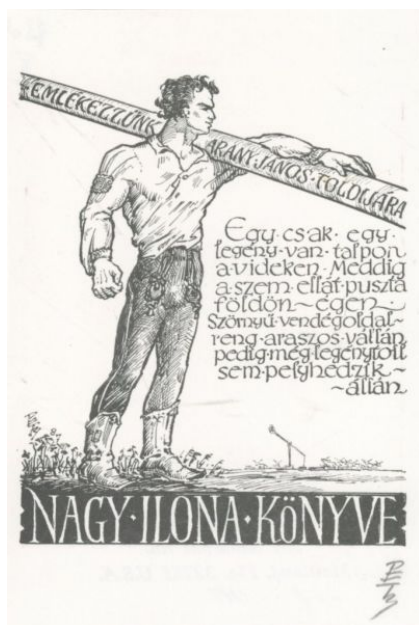 EMLÉKEZZÜNK ARANY·JÁNOS·TOLDIJÁRA
Egy·csak·egy·
legény·van·talpon
a·videken·Meddig
a·szem·ellát·puszta
földön~égen~
Szörnyű·vendégoldal·
reng·araszos·vállán
pedig·még·legénytoll
sem·pelyhedzik~
~állán
NAGY·ILONA·KÖNYVE